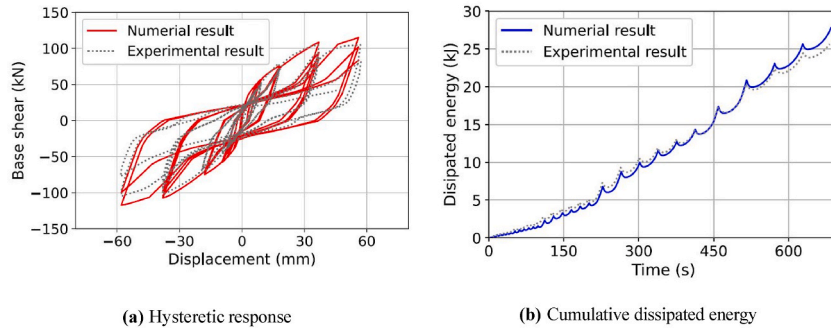 Numerial result
Experimental result
Base shear (kN)
150
100
50
0
−50
−100
−150
−60
−30
0
30
60
Displacement (mm)
(a) Hysteretic response
Numerial result
Experimental result
Disipated energy (kJ)
30
25
20
15
10
5
0
0
150
300
450
600
Time (s)
(b) Cumulative dissipated energy